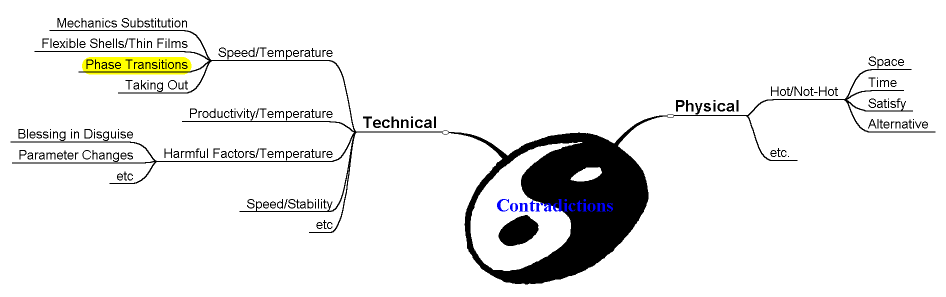 Mechanics Substitution
Flexible Shells/Thin Films
Phase Transitions
Taking Out
Speed/Temperature
Productivity/Temperature
Blessing in Disguise
Parameter Changes
etc
Harmful Factors/Temperature
Speed/Stability
etc
Technical
Contradictions
Physical
Hot/Not-Hot
Space
Time
Satisfy
Alternative
etc.